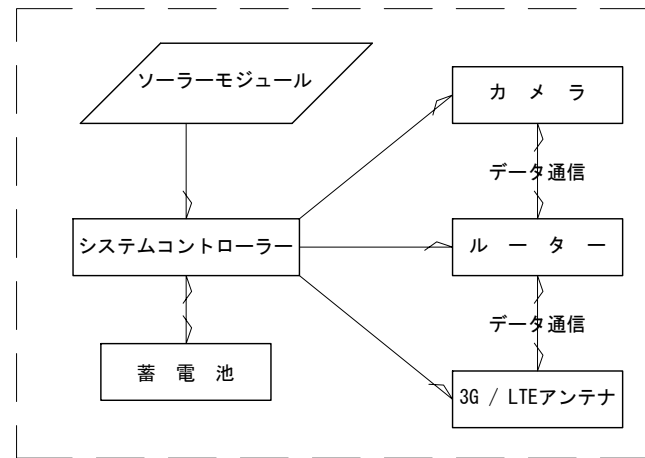 ソーラーモジュール
カ メ ラ
データ通信
システムコントローラー
ル ー タ ー
データ通信
蓄 電 池
3G / LTEアンテナ